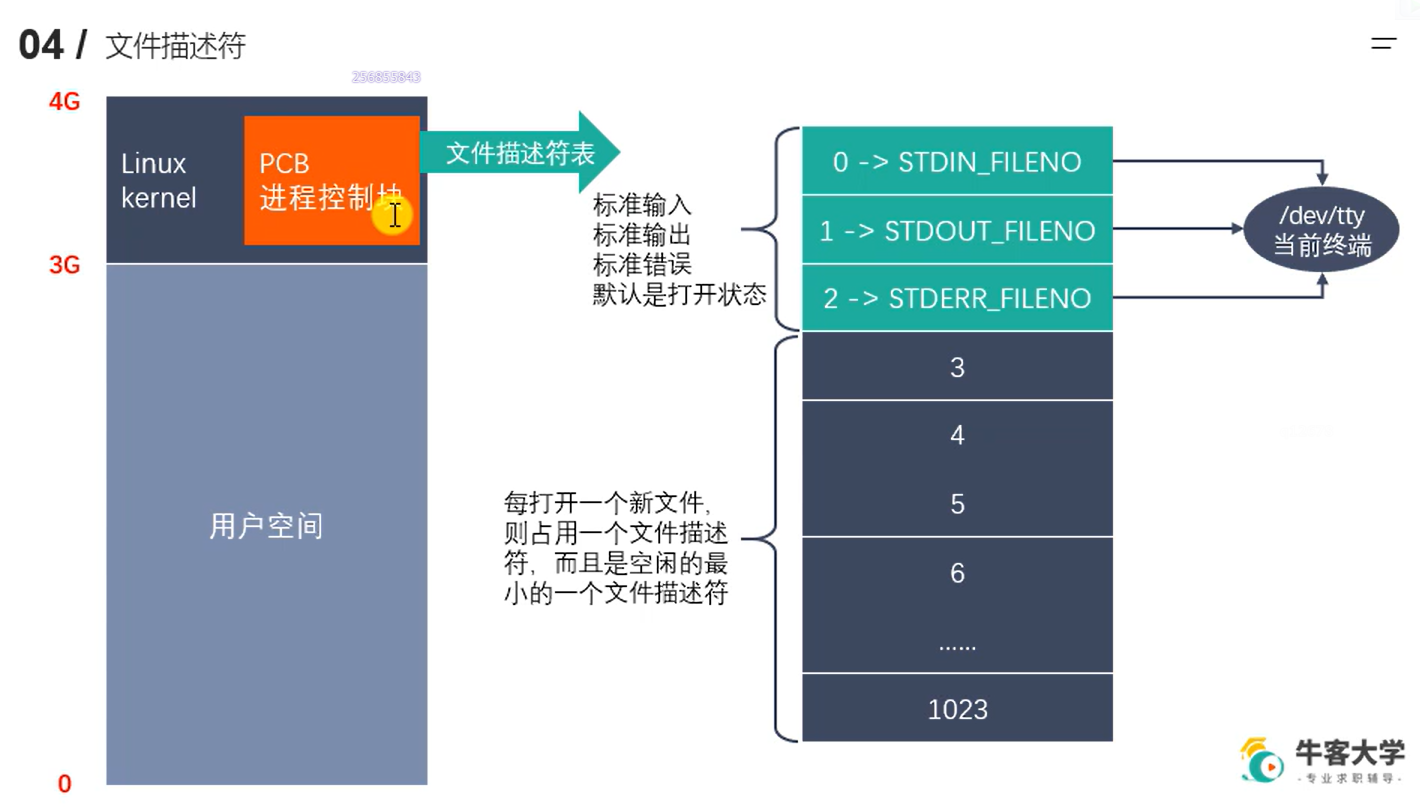 04 / 文件描述符
256855843
4G
Linux
kernel
PCB
进程控制块
文件描述符表
3G
用户空间
0
标准输入
标准输出
标准错误
默认是打开状态
0 -> STDIN_FILENO
1 -> STDOUT_FILENO
2 -> STDERR_FILENO
/dev/tty
当前终端
每打开一个新文件，
则占用一个文件描述
符，而且是空闲的最
小的一个文件描述符
3
4
5
6
……
1023
牛客大学
- 专业求职辅导 -